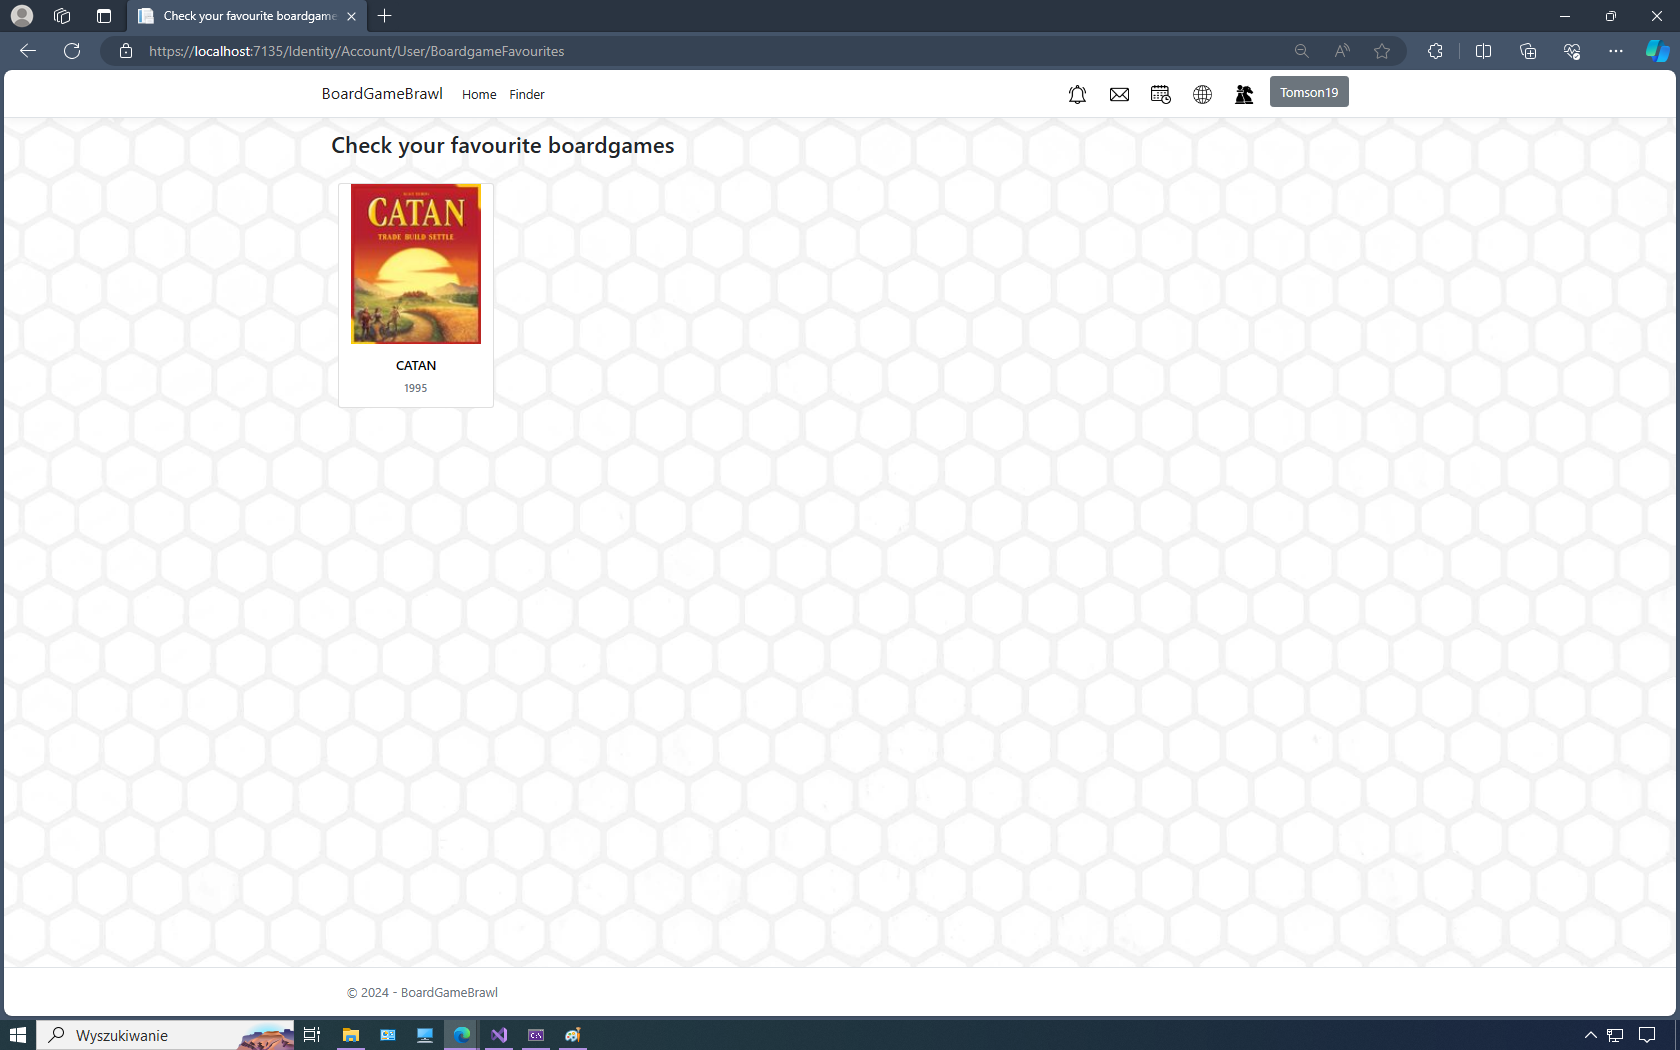 Check your favourite boardgame
https://localhost:7135/Identity/Account/User/BoardgameFavourites
BoardGameBrawl Home Finder Tomson19
Check your favourite boardgames
CATAN
TRADE BUILD SETTLE
CATAN
1995
© 2024 - BoardGameBrawl
Wyszukiwanie